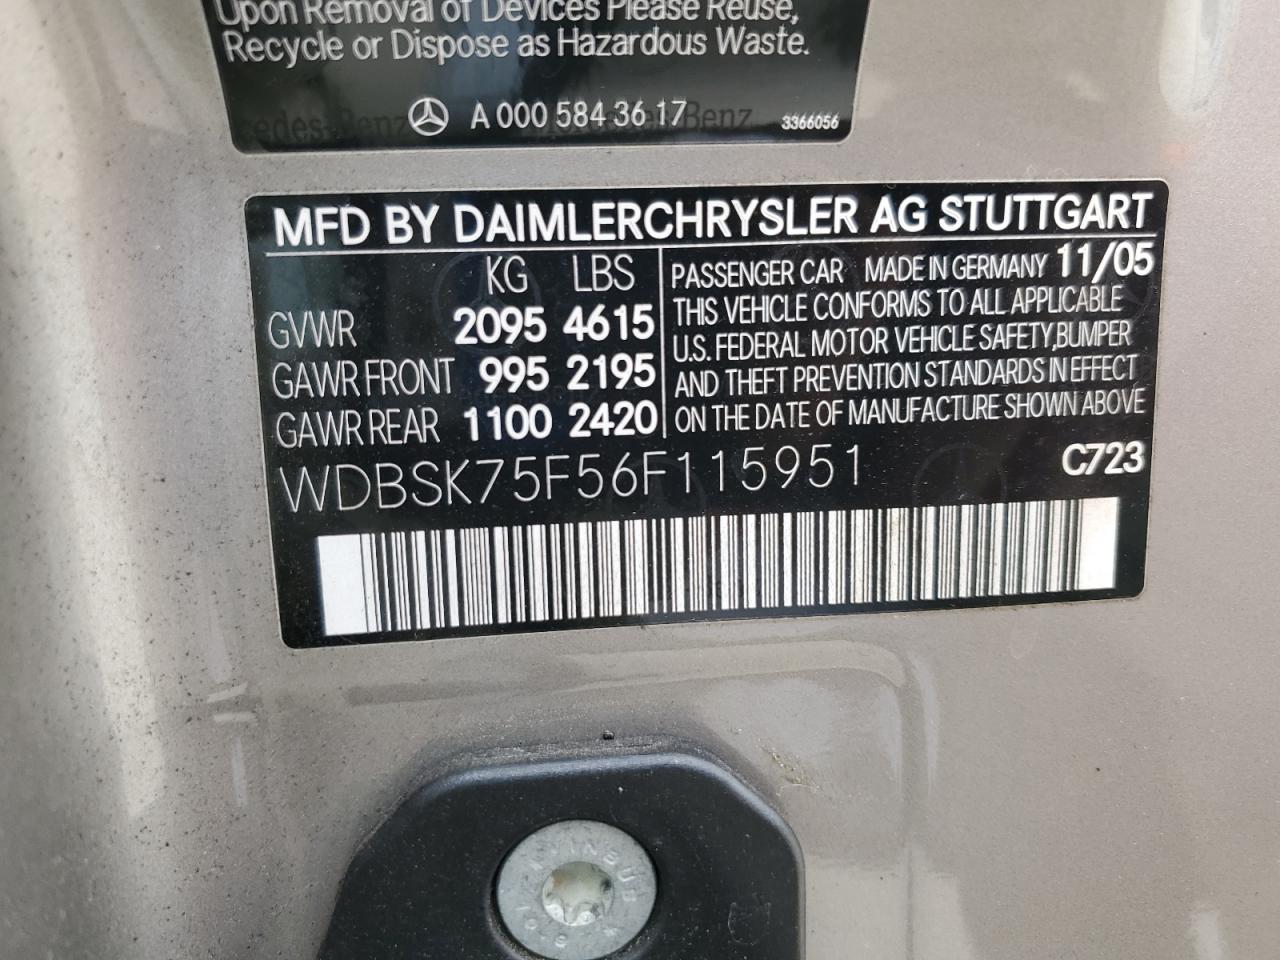 Upon Removal of Devices Please Reuse,
Recycle or Dispose as Hazardous Waste.
A 000 584 36 17
3366056
MFD BY DAIMLERCHRYSLER AG STUTTGART
KG LBS
GVWR 2095 4615
GAWR FRONT 995 2195
GAWR REAR 1100 2420
PASSENGER CAR MADE IN GERMANY 11/05
THIS VEHICLE CONFORMS TO ALL APPLICABLE
U.S. FEDERAL MOTOR VEHICLE SAFETY,BUMPER
AND THEFT PREVENTION STANDARDS IN EFFECT
ON THE DATE OF MANUFACTURE SHOWN ABOVE
WDBSK75F56F115951
C723